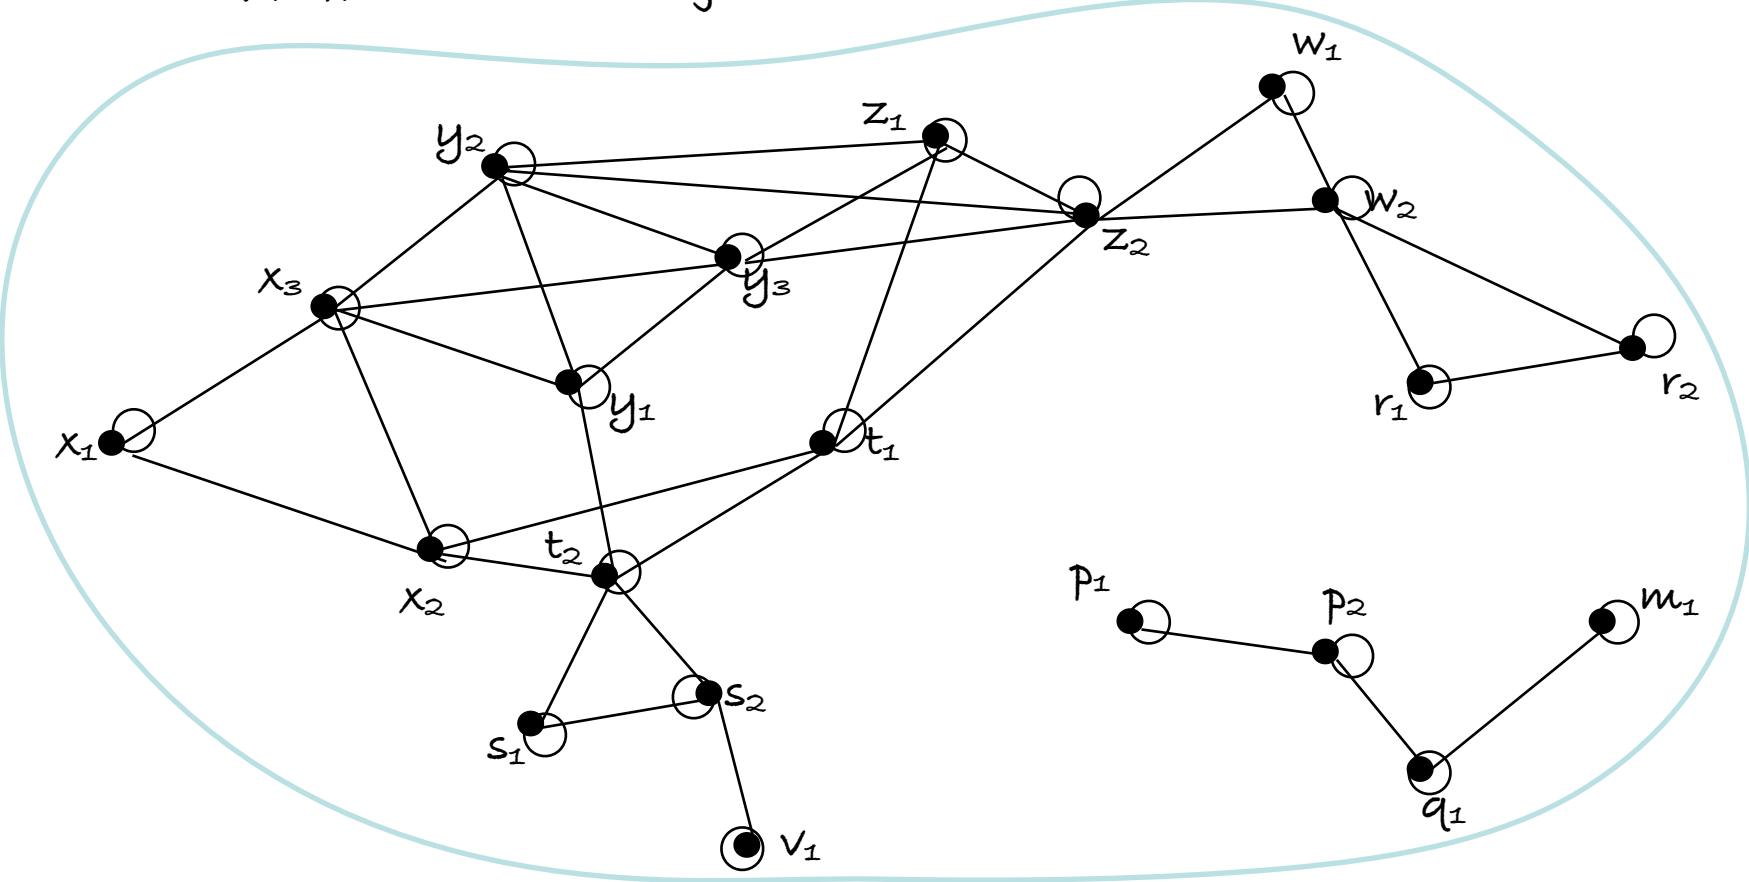 w₁
z₁
y₂
w₂
z₂
y₃
x₃
r₂
r₁
y₁
x₁
t₁
t₂
p₁
x₂
p₂
m₁
s₂
s₁
q₁
v₁